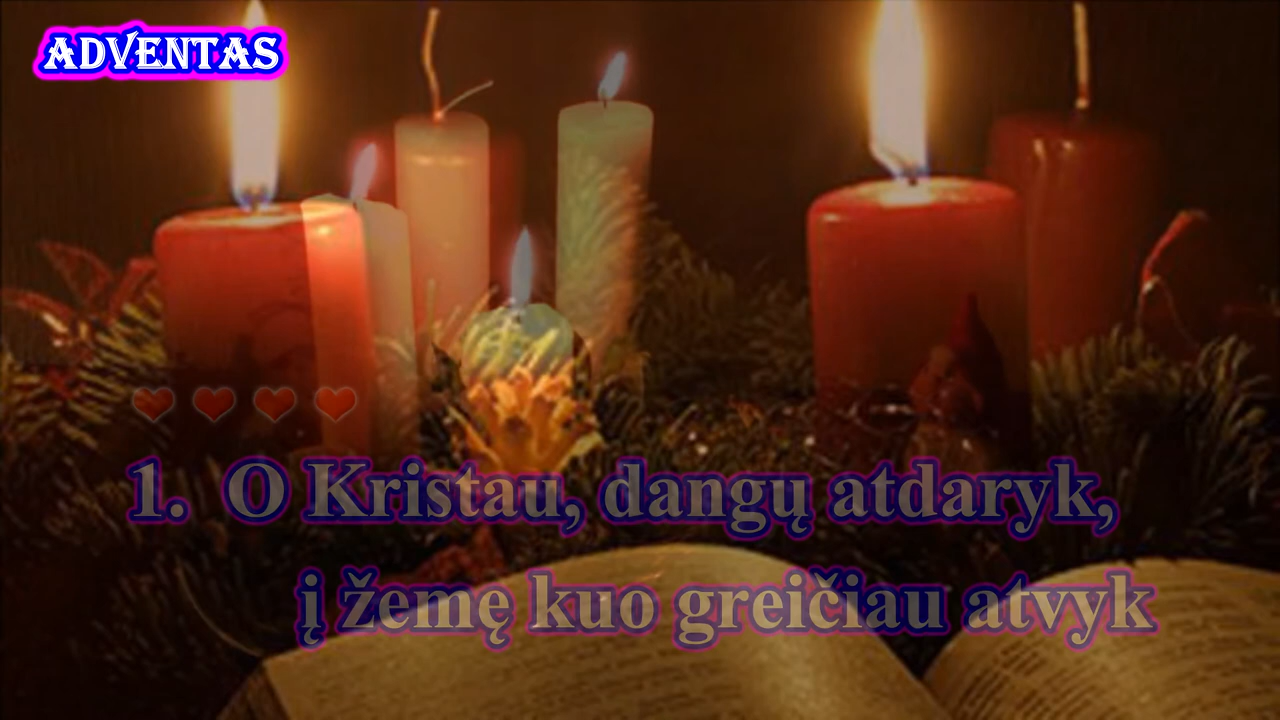 ADVENTAS
1. O Kristau, dangų atdaryk,
į žemę kuo greičiau atvyk